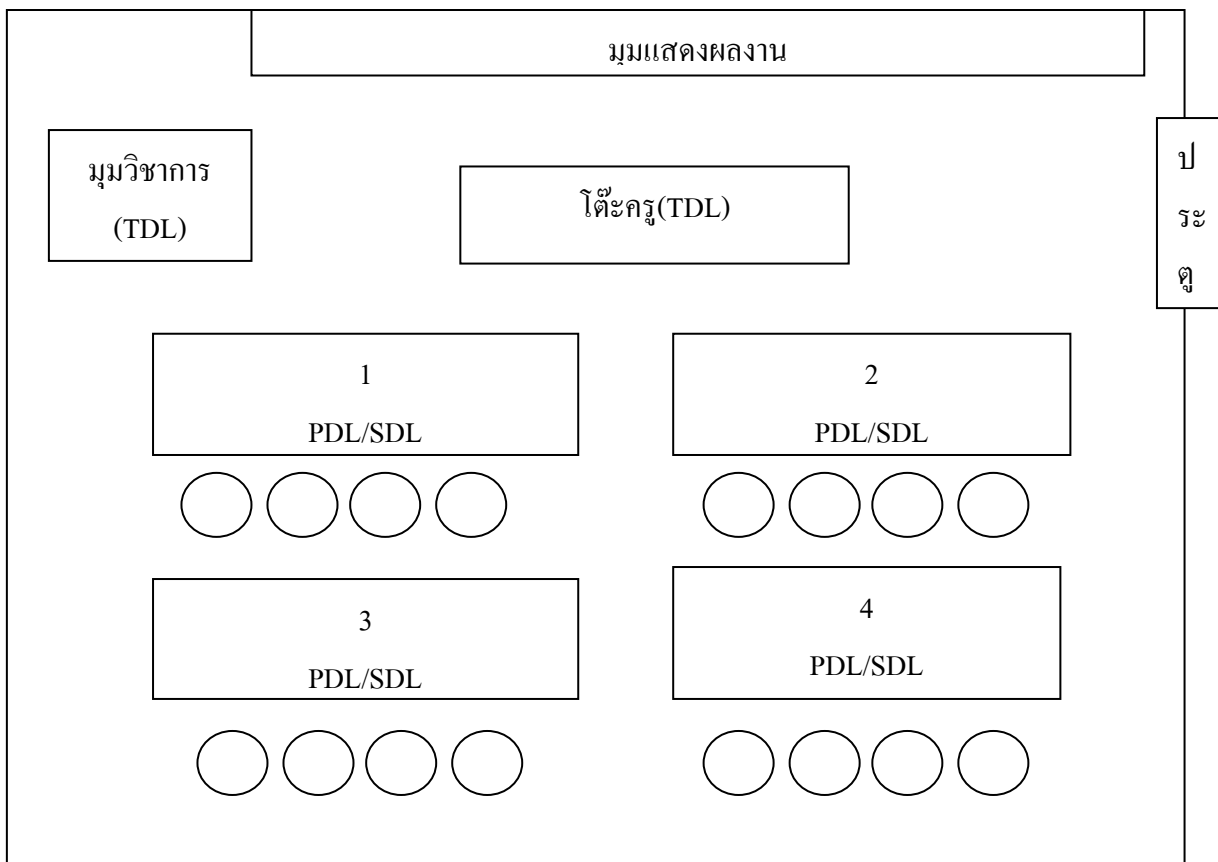 มุมแสดงผลงาน
มุมวิชาการ
(TDL)
โต๊ะครู(TDL)
ป
ระ
ตู
1
PDL/SDL
2
PDL/SDL
3
PDL/SDL
4
PDL/SDL